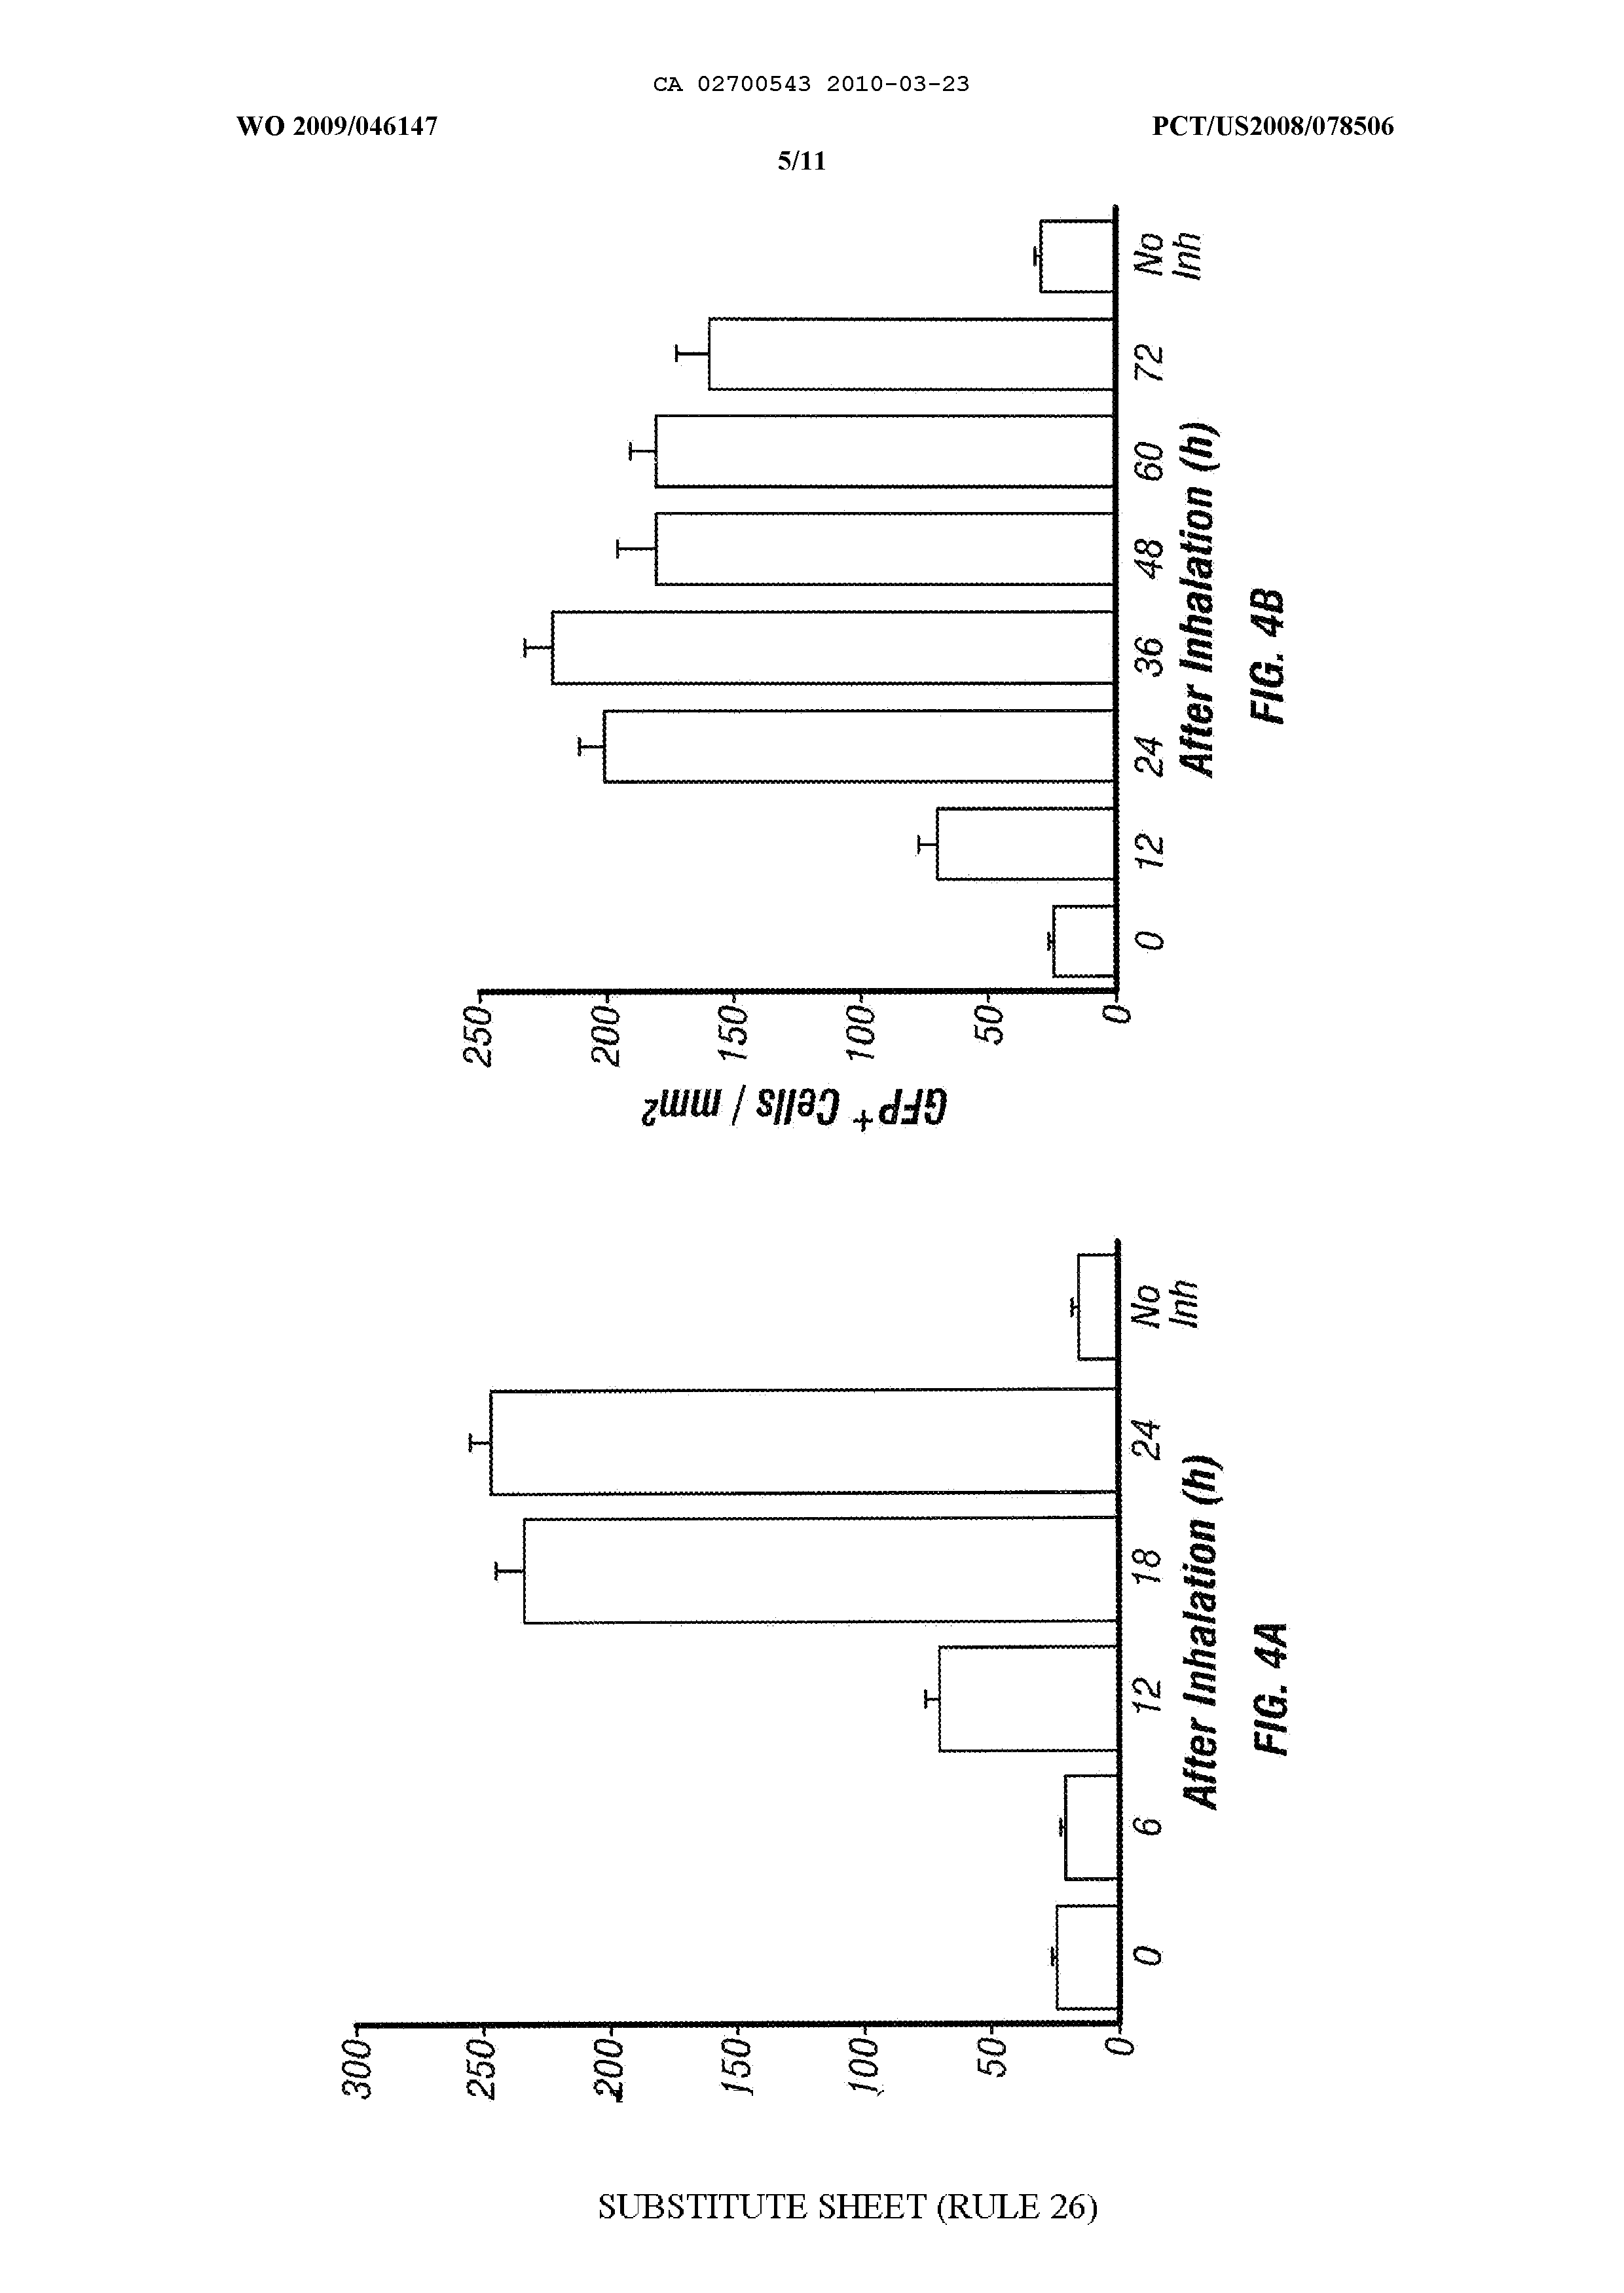 CA 02700543 2010-03-23
WO 2009/046147
PCT/US2008/078506
5/11
GFP+ Cells / mm2
250
200
150
100
50
0
0 12 24 36 48 60 72 No
Inh
After Inhalation (h)
FIG. 4B
300
250
200
150
100
50
0
0 6 12 18 24 No
Inh
After Inhalation (h)
FIG. 4A
SUBSTITUTE SHEET (RULE 26)